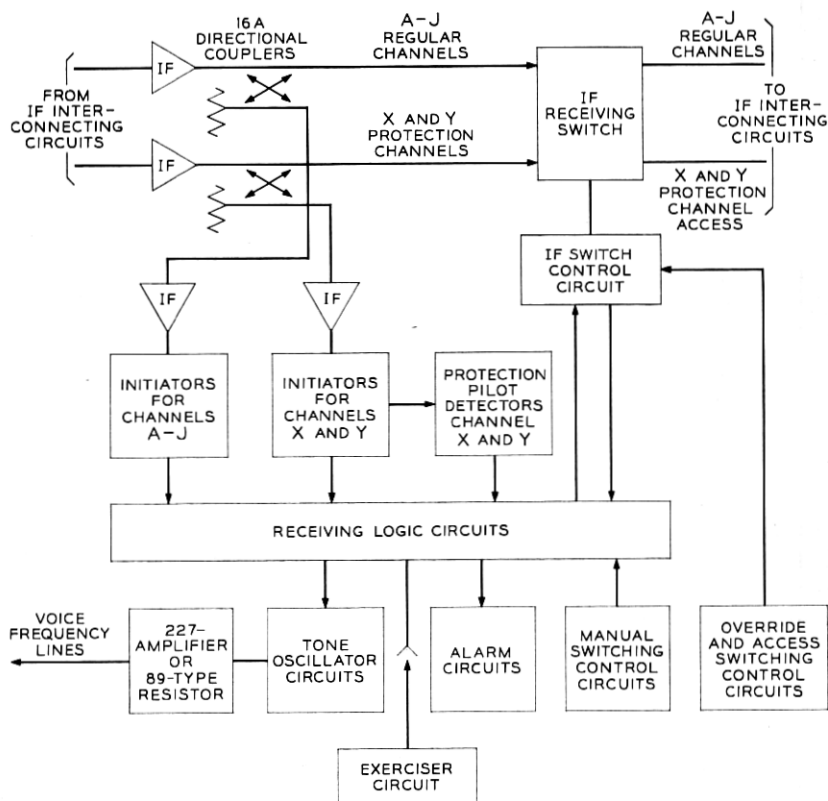 16A
DIRECTIONAL
COUPLERS
A-J
REGULAR
CHANNELS
A-J
REGULAR
CHANNELS
IF
FROM
IF INTER-
CONNECTING
CIRCUITS
IF
X AND Y
PROTECTION
CHANNELS
IF
RECEIVING
SWITCH
TO
IF INTER-
CONNECTING
CIRCUITS
X AND Y
PROTECTION
CHANNEL
ACCESS
IF SWITCH
CONTROL
CIRCUIT
IF
IF
INITIATORS
FOR
CHANNELS
A-J
INITIATORS
FOR
CHANNELS
X AND Y
PROTECTION
PILOT
DETECTORS
CHANNEL
X AND Y
RECEIVING LOGIC CIRCUITS
VOICE
FREQUENCY
LINES
227-
AMPLIFIER
OR
89-TYPE
RESISTOR
TONE
OSCILLATOR
CIRCUITS
ALARM
CIRCUITS
MANUAL
SWITCHING
CONTROL
CIRCUITS
OVERRIDE
AND ACCESS
SWITCHING
CONTROL
CIRCUITS
EXERCISER
CIRCUIT